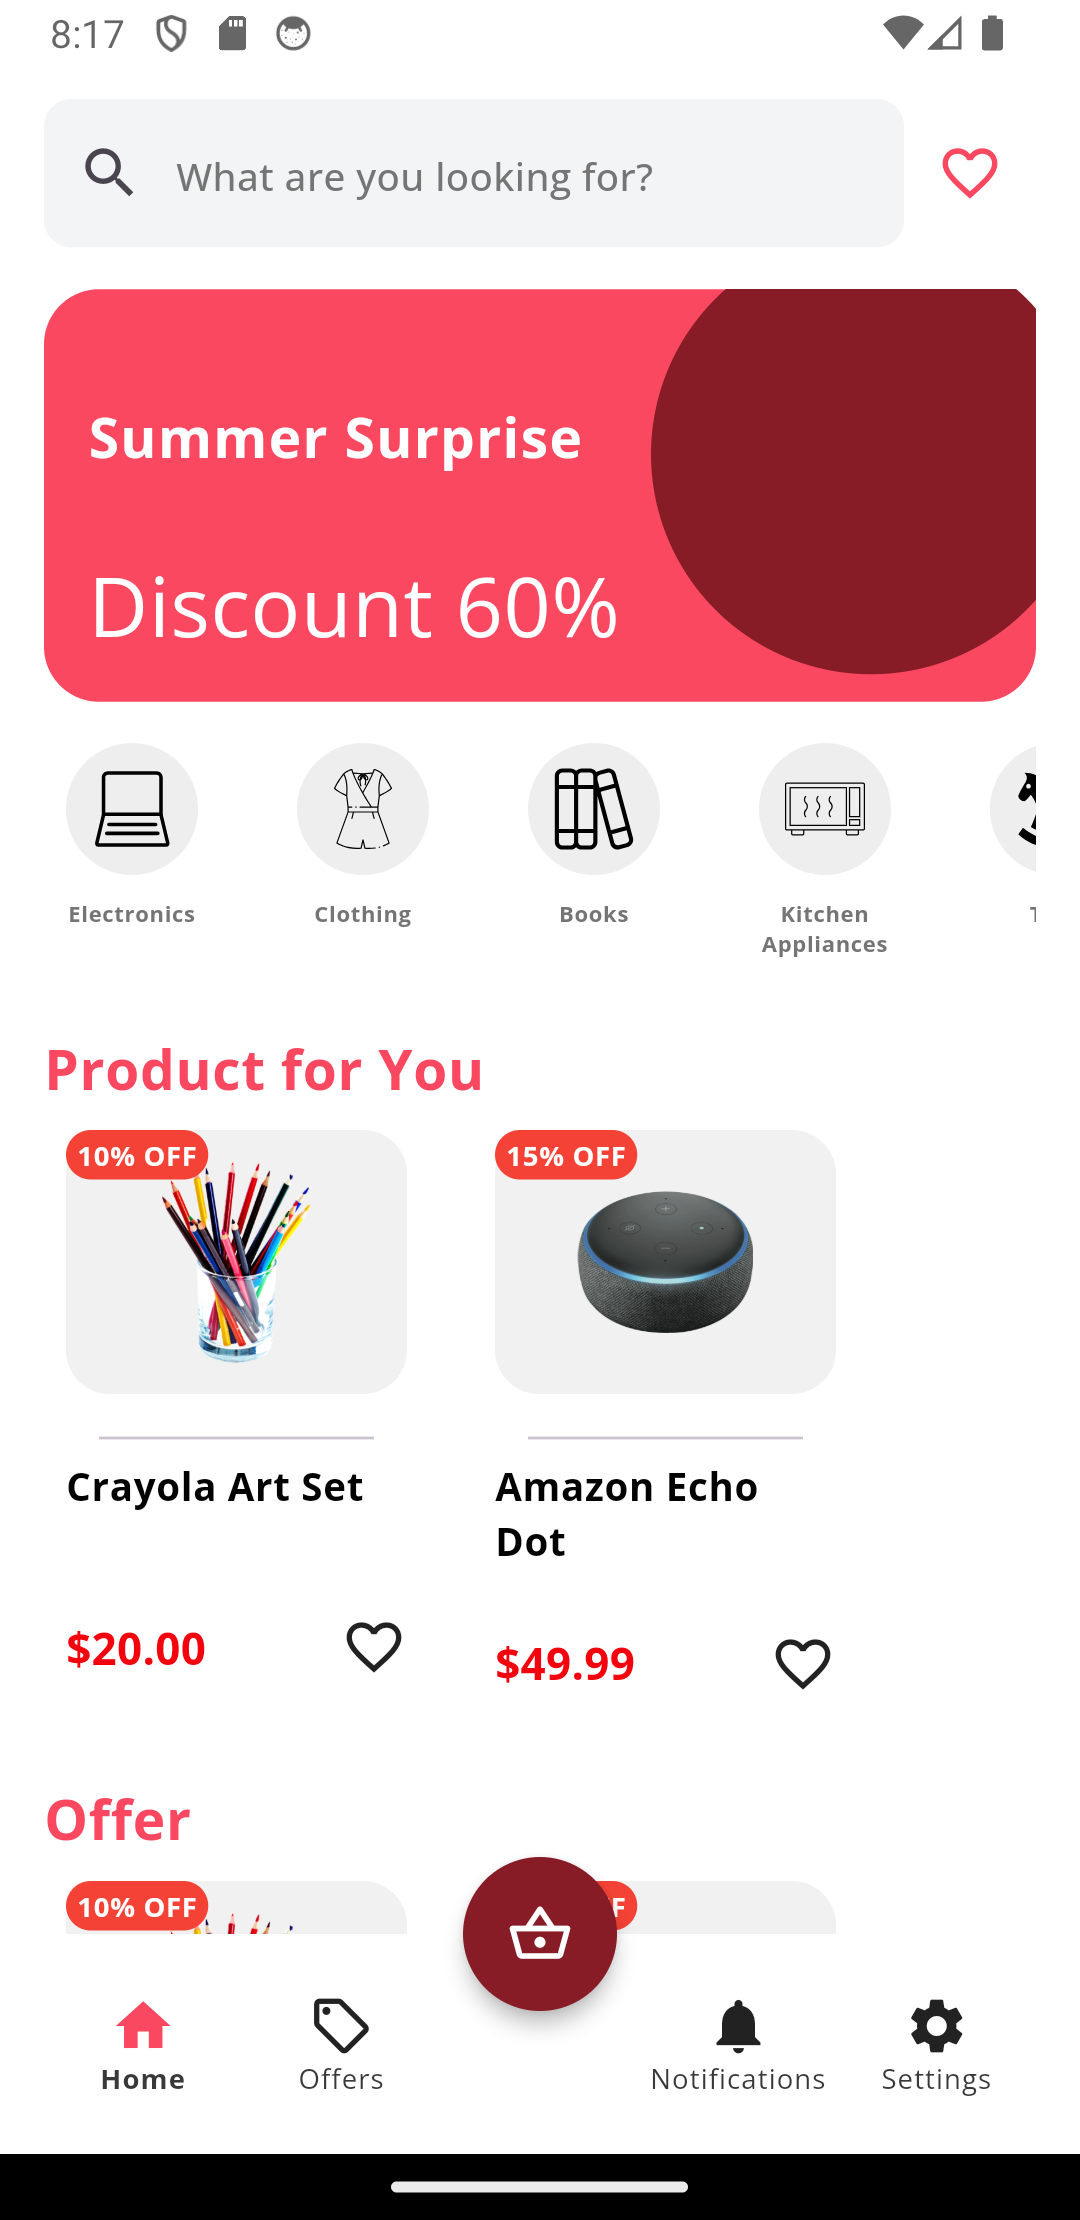 8:17
What are you looking for?
Summer Surprise
Discount 60%
Electronics
Clothing
Books
Kitchen
Appliances
Product for You
10% OFF
15% OFF
Crayola Art Set
Amazon Echo
Dot
$20.00
$49.99
Offer
10% OFF
Home
Offers
Notifications
Settings